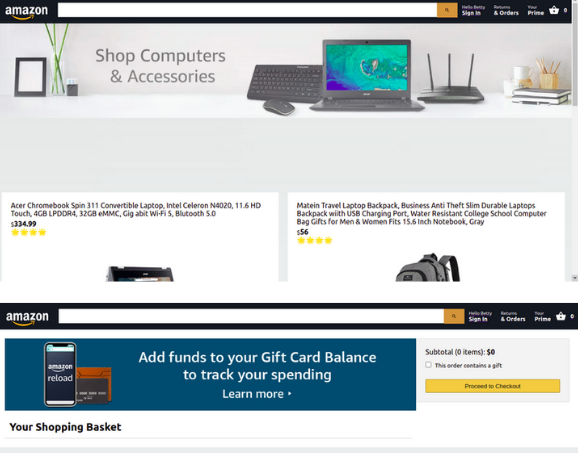 amazon
Hello Betty
Sign In
Returns
& Orders
Your
Prime
0
Shop Computers
& Accessories
Acer Chromebook Spin 311 Convertible Laptop, Intel Celeron N4020, 11.6 HD
Touch, 4GB LPDDR4, 32GB eMMC, Gig abit Wi-Fi 5, Blutooth 5.0
$334.99
Matein Travel Laptop Backpack, Business Anti Theft Slim Durable Laptops
Backpack wiith USB Charging Port, Water Resistant College School Computer
Bag Gifts for Men & Women Fits 15.6 Inch Notebook, Gray
$56
amazon
Hello Betty
Sign In
Returns
& Orders
Your
Prime
0
amazon
reload
Add funds to your Gift Card Balance
to track your spending
Learn more
Subtotal (0 items): $0
This order contains a gift
Proceed to Checkout
Your Shopping Basket